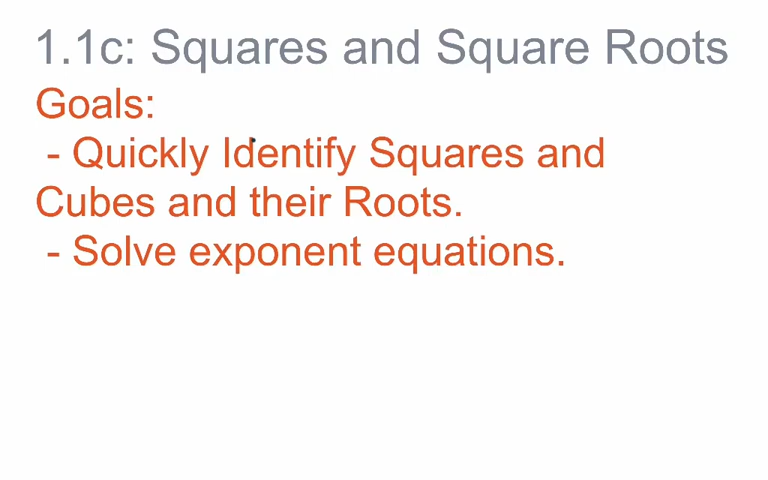 1.1c: Squares and Square Roots
Goals:
- Quickly Identify Squares and
Cubes and their Roots.
- Solve exponent equations.